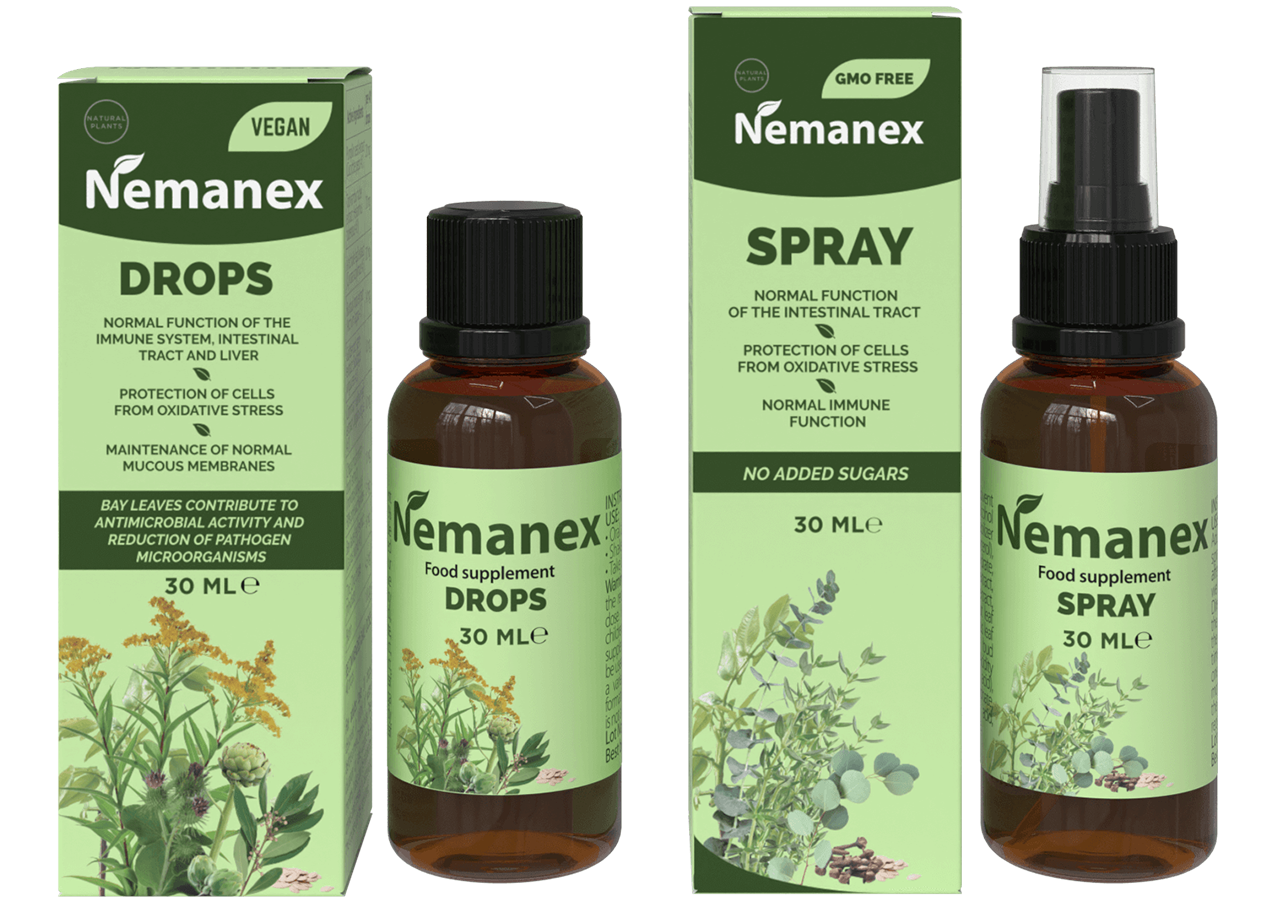 NATURAL
PLANTS
VEGAN
Nemanex
DROPS
NORMAL FUNCTION OF THE
IMMUNE SYSTEM, INTESTINAL
TRACT AND LIVER
PROTECTION OF CELLS
FROM OXIDATIVE STRESS
MAINTENANCE OF NORMAL
MUCOUS MEMBRANES
BAY LEAVES CONTRIBUTE TO
ANTIMICROBIAL ACTIVITY AND
REDUCTION OF PATHOGEN
MICROORGANISMS
30 ML℮
Nemanex
Food supplement
DROPS
30 ML℮
NATURAL
PLANTS
GMO FREE
Nemanex
SPRAY
NORMAL FUNCTION
OF THE INTESTINAL TRACT
PROTECTION OF CELLS
FROM OXIDATIVE STRESS
NORMAL IMMUNE
FUNCTION
NO ADDED SUGARS
30 ML℮
Nemanex
Food supplement
SPRAY
30 ML℮